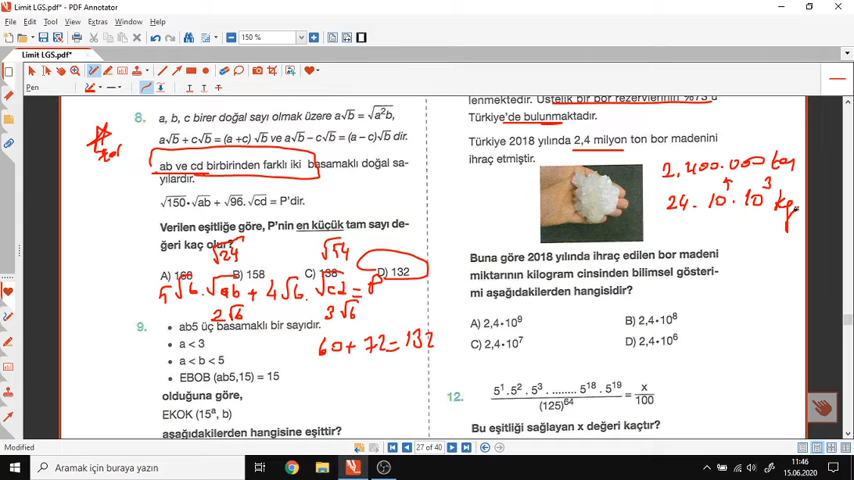 Limit LGS.pdf* - PDF Annotator
File Edit Tool View Extras Window Help
150 %
Limit LGS.pdf*
Pen
8. a, b, c birer doğal sayı olmak üzere a√b = √a²b,
a√b + c√b = (a+c) √b ve a√b − c√b = (a−c)√b dir.
zor
ab ve cd birbirinden farklı iki basamaklı doğal sa-
yılardır.
√150 • √ab + √96 . √cd = P'dir.
Verilen eşitliğe göre, P'nin en küçük tam sayı de-
ğeri kaç olur?
√24 √54
A) 168 B) 158 C) 138 D) 132
5√6 . √ab + 4√6 . √cd = P
2√6 3√6
60 + 72 = 132
9. • ab5 üç basamaklı bir sayıdır.
• a < 3
• a < b < 5
• EBOB (ab5,15) = 15
olduğuna göre,
EKOK (15ᵃ, b)
aşağıdakilerden hangisine eşittir?
lenmektedir. Üstelik bir bor rezervlerinin %73'ü
Türkiye'de bulunmaktadır.
Türkiye 2018 yılında 2,4 milyon ton bor madenini
ihraç etmiştir.
2,400.000 ton
24 . 10 . 10³ kg
Buna göre 2018 yılında ihraç edilen bor madeni
miktarının kilogram cinsinden bilimsel gösteri-
mi aşağıdakilerden hangisidir?
A) 2,4•10⁹ B) 2,4•10⁸
C) 2,4•10⁷ D) 2,4•10⁶
12. 5¹ . 5² . 5³ . ........ 5¹⁸ . 5¹⁹ / (125)⁶⁴ = x / 100
Bu eşitliği sağlayan x değeri kaçtır?
Modified
27 of 40
Aramak için buraya yazın
11:46
15.06.2020